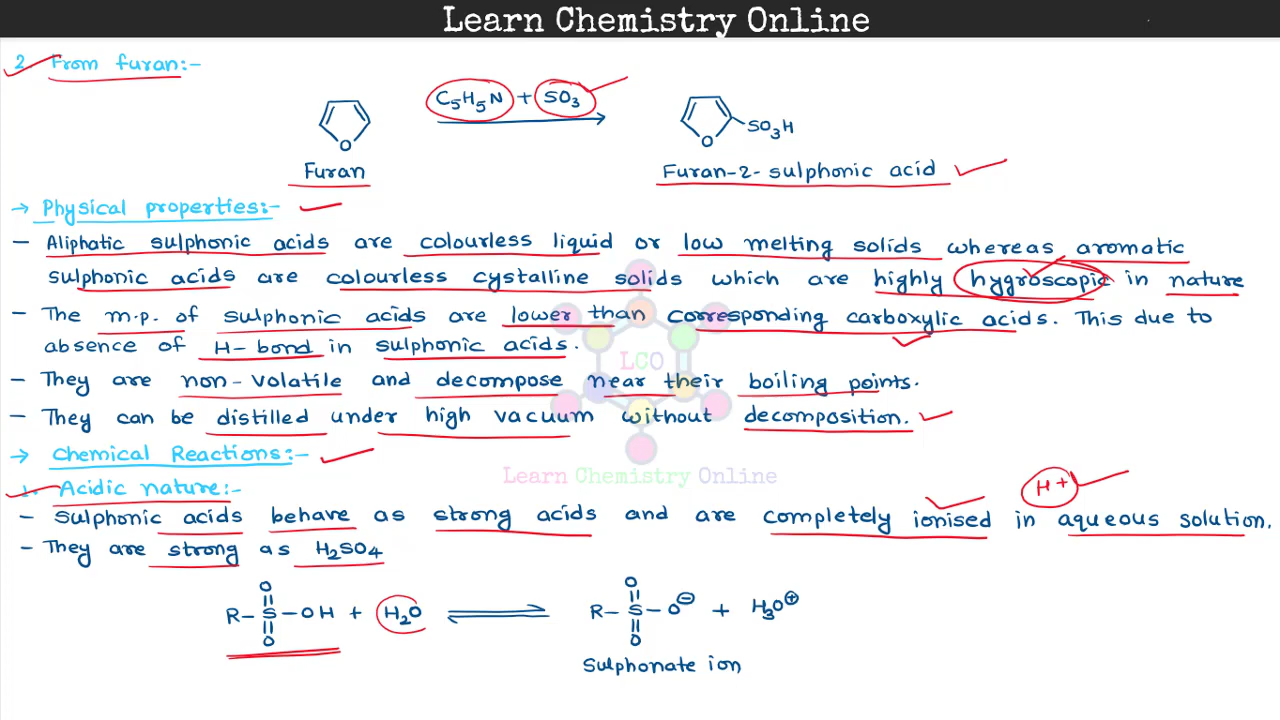 Learn Chemistry Online
2. From furan:-
C5H5N + SO3
O
SO3H
O
Furan
Furan-2-sulphonic acid
→ Physical properties:-
- Aliphatic sulphonic acids are colourless liquid or low melting solids whereas aromatic
sulphonic acids are colourless cystalline solids which are highly hygroscopic in nature
- The m.p. of sulphonic acids are lower than corresponding carboxylic acids. This due to
absence of H-bond in sulphonic acids.
LCO
- They are non-volatile and decompose near their boiling points.
- They can be distilled under high vacuum without decomposition.
→ Chemical Reactions:-
Learn Chemistry Online
1. Acidic nature:-
H+
- Sulphonic acids behave as strong acids and are completely ionised in aqueous solution.
- They are strong as H2SO4
O
R-S-OH + H2O ⇌ R-S-O⊖ + H3O⊕
O
O
O
Sulphonate ion